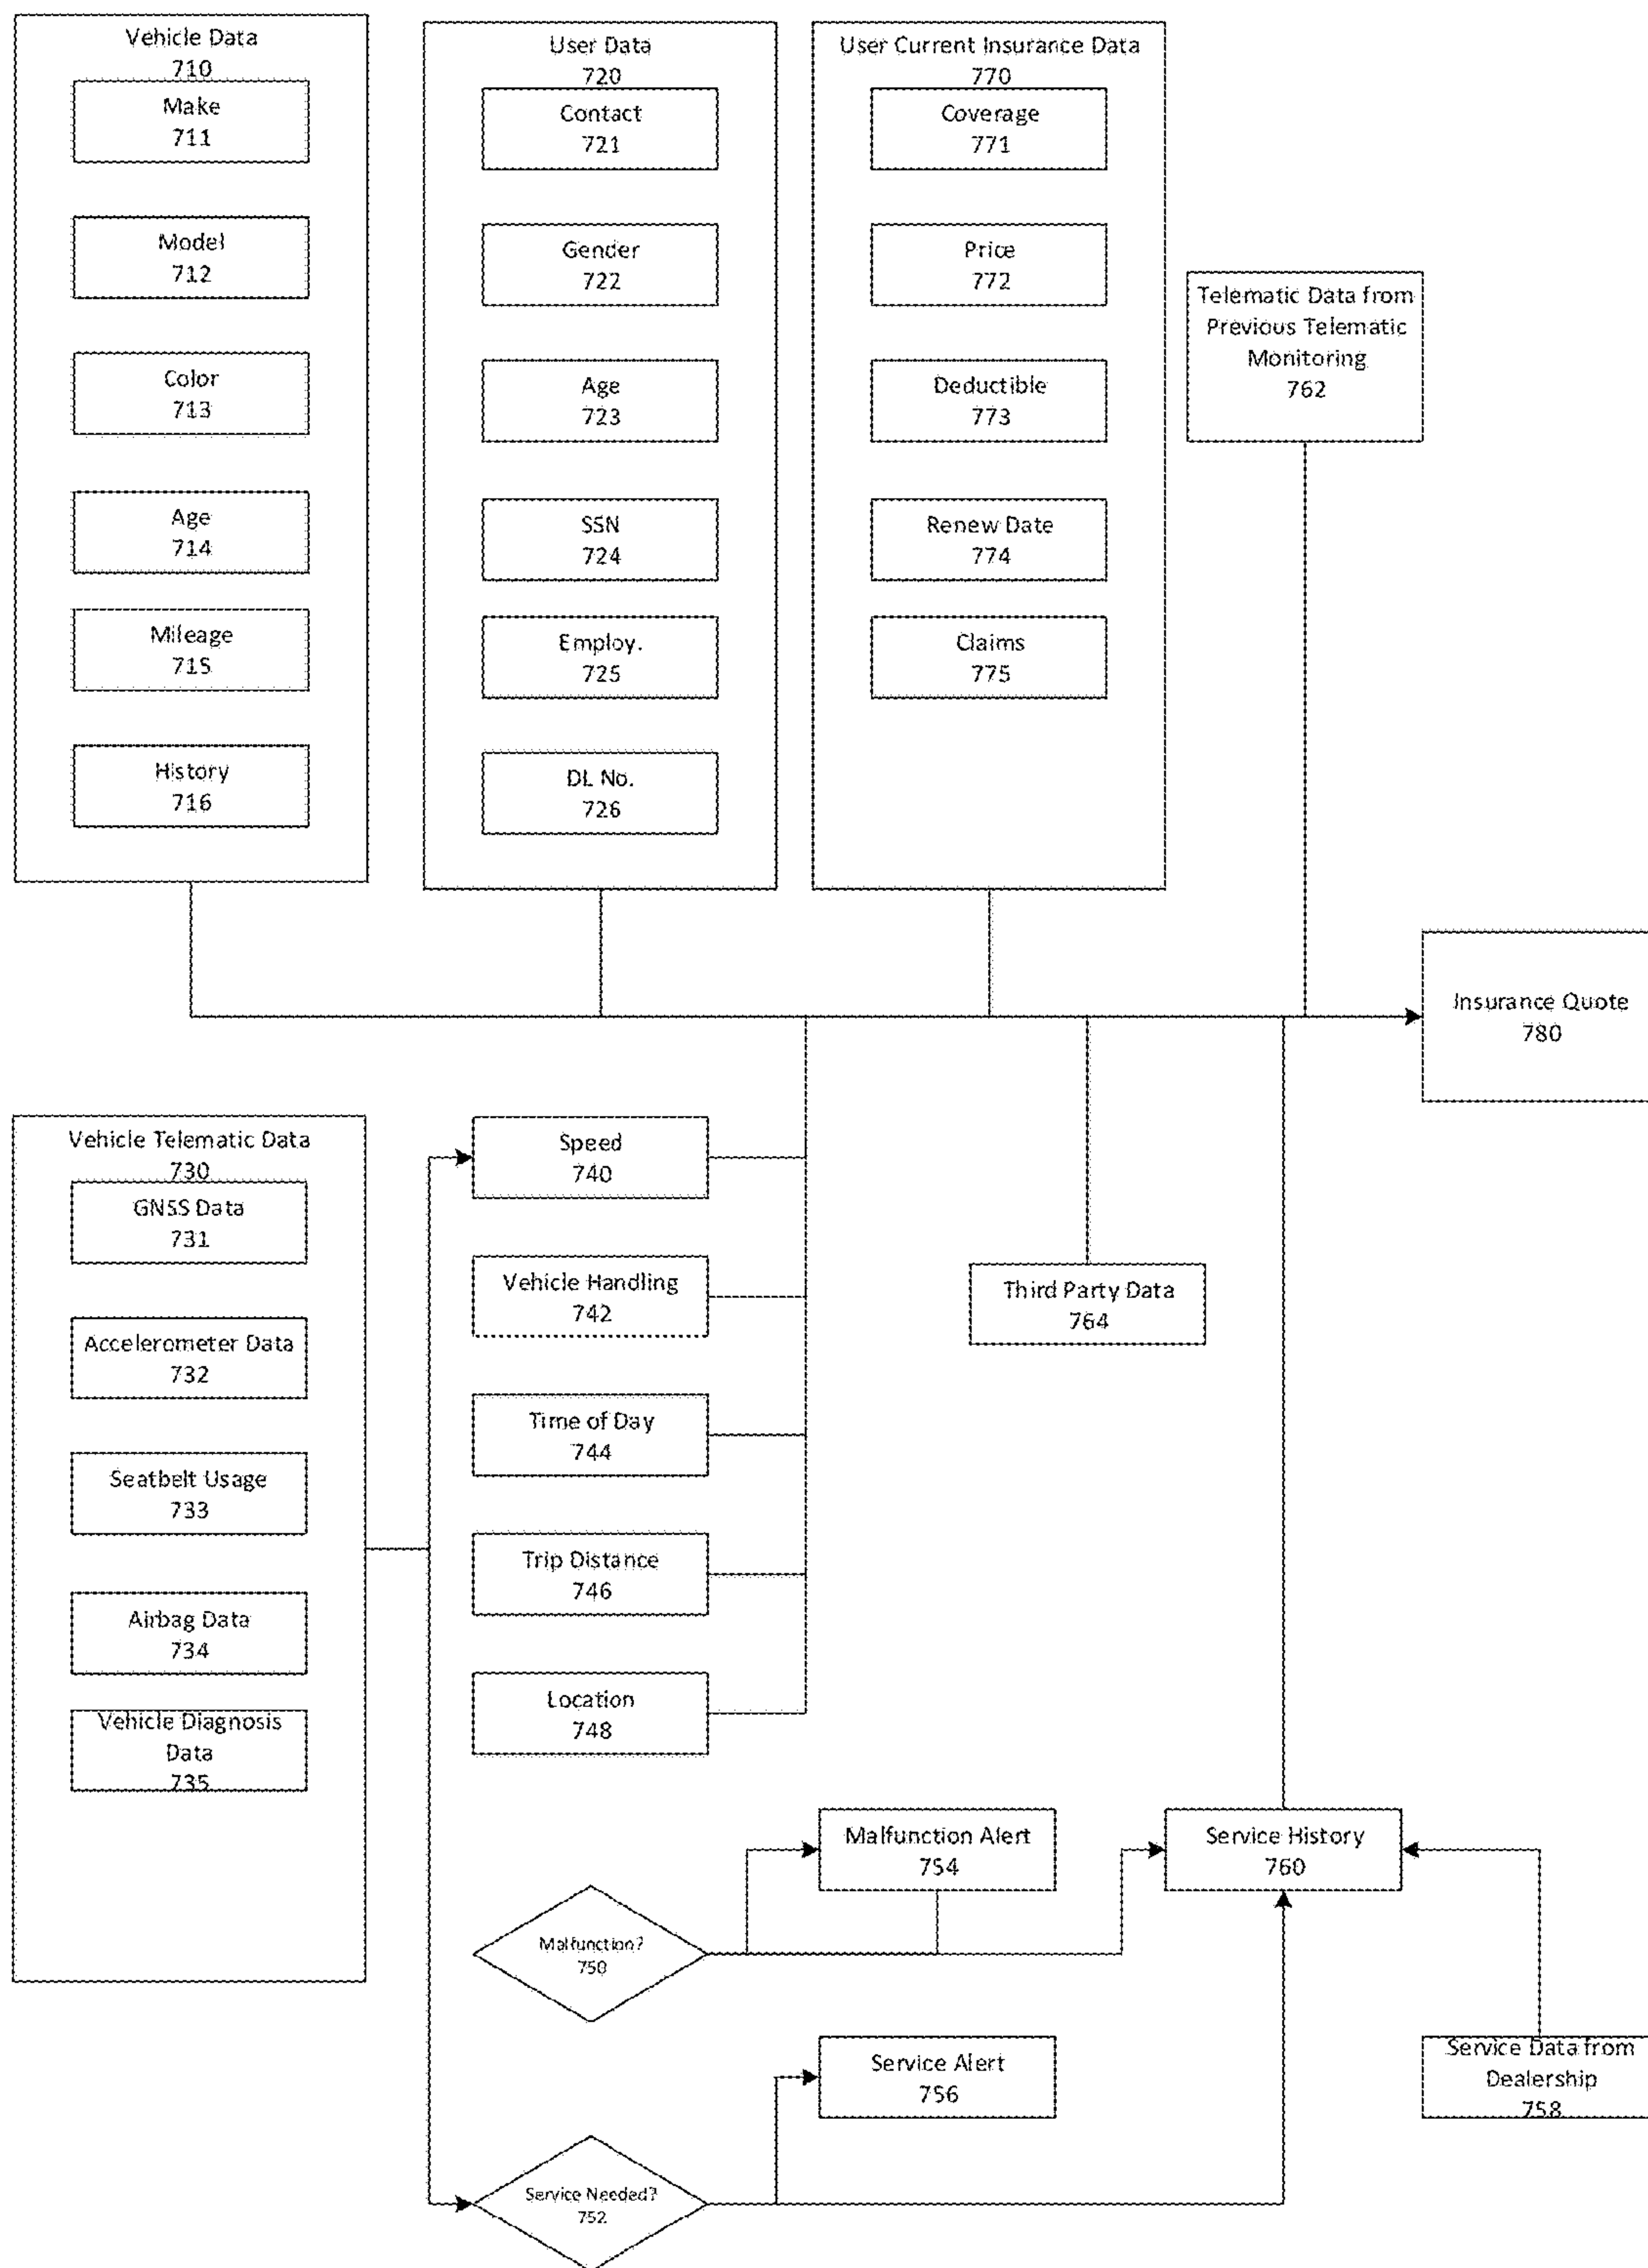 Vehicle Data
710
Make
711
Model
712
Color
713
Age
714
Mileage
715
History
716
User Data
720
Contact
721
Gender
722
Age
723
SSN
724
Employ.
725
DL No.
726
User Current Insurance Data
770
Coverage
771
Price
772
Deductible
773
Renew Date
774
Claims
775
Telematic Data from
Previous Telematic
Monitoring
762
Insurance Quote
780
Vehicle Telematic Data
730
GNSS Data
731
Accelerometer Data
732
Seatbelt Usage
733
Airbag Data
734
Vehicle Diagnosis
Data
735
Speed
740
Vehicle Handling
742
Time of Day
744
Trip Distance
746
Location
748
Third Party Data
764
Malfunction Alert
754
Service History
760
Malfunction?
750
Service Alert
756
Service Data from
Dealership
758
Service Needed?
752